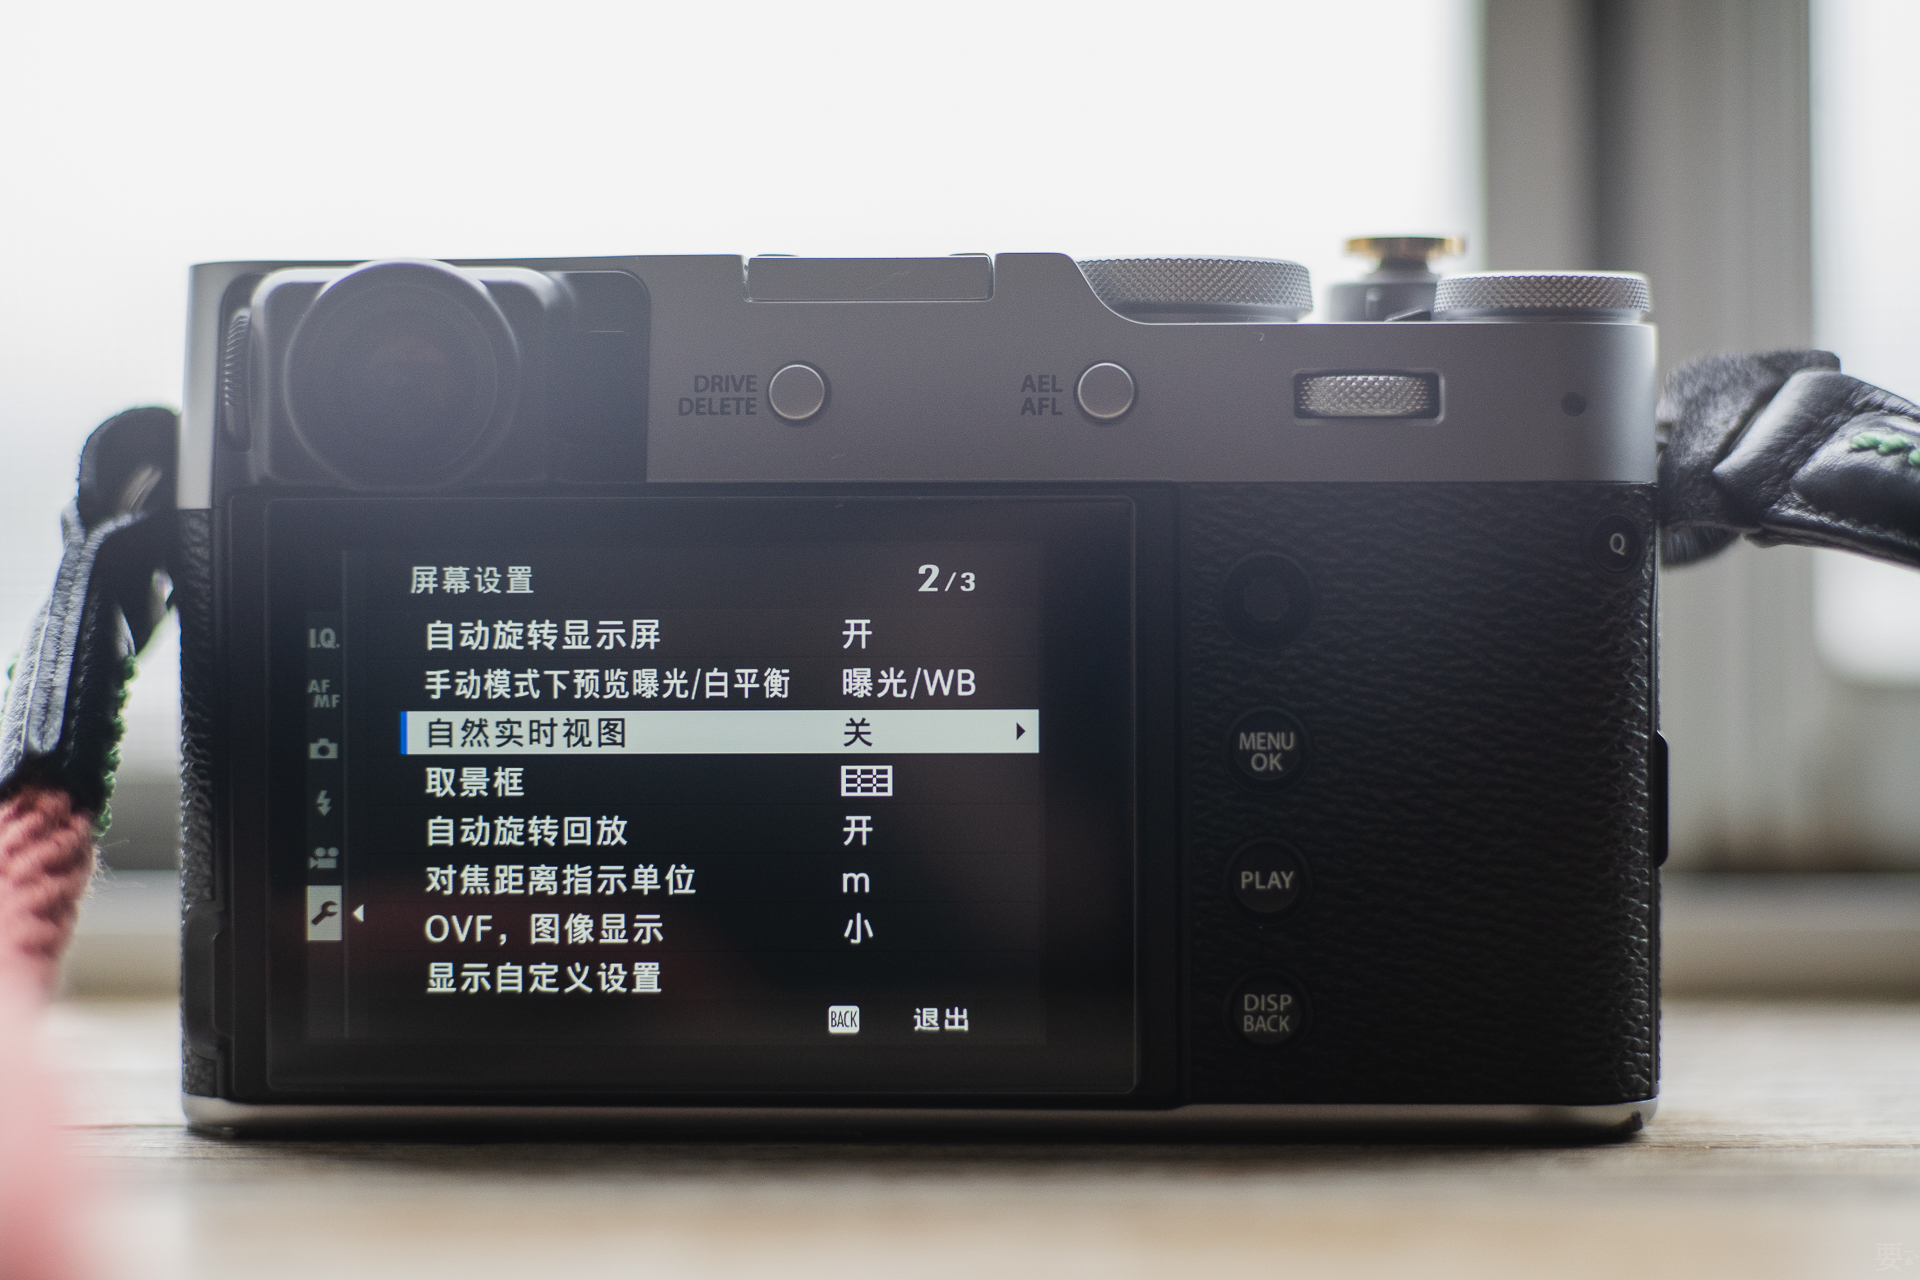 DRIVE
DELETE
AEL
AFL
Q
屏幕设置 2/3
I.Q.
自动旋转显示屏 开
AF
MF
手动模式下预览曝光/白平衡 曝光/WB
自然实时视图 关
取景框
自动旋转回放 开
对焦距离指示单位 m
OVF，图像显示 小
显示自定义设置
BACK 退出
MENU
OK
PLAY
DISP
BACK